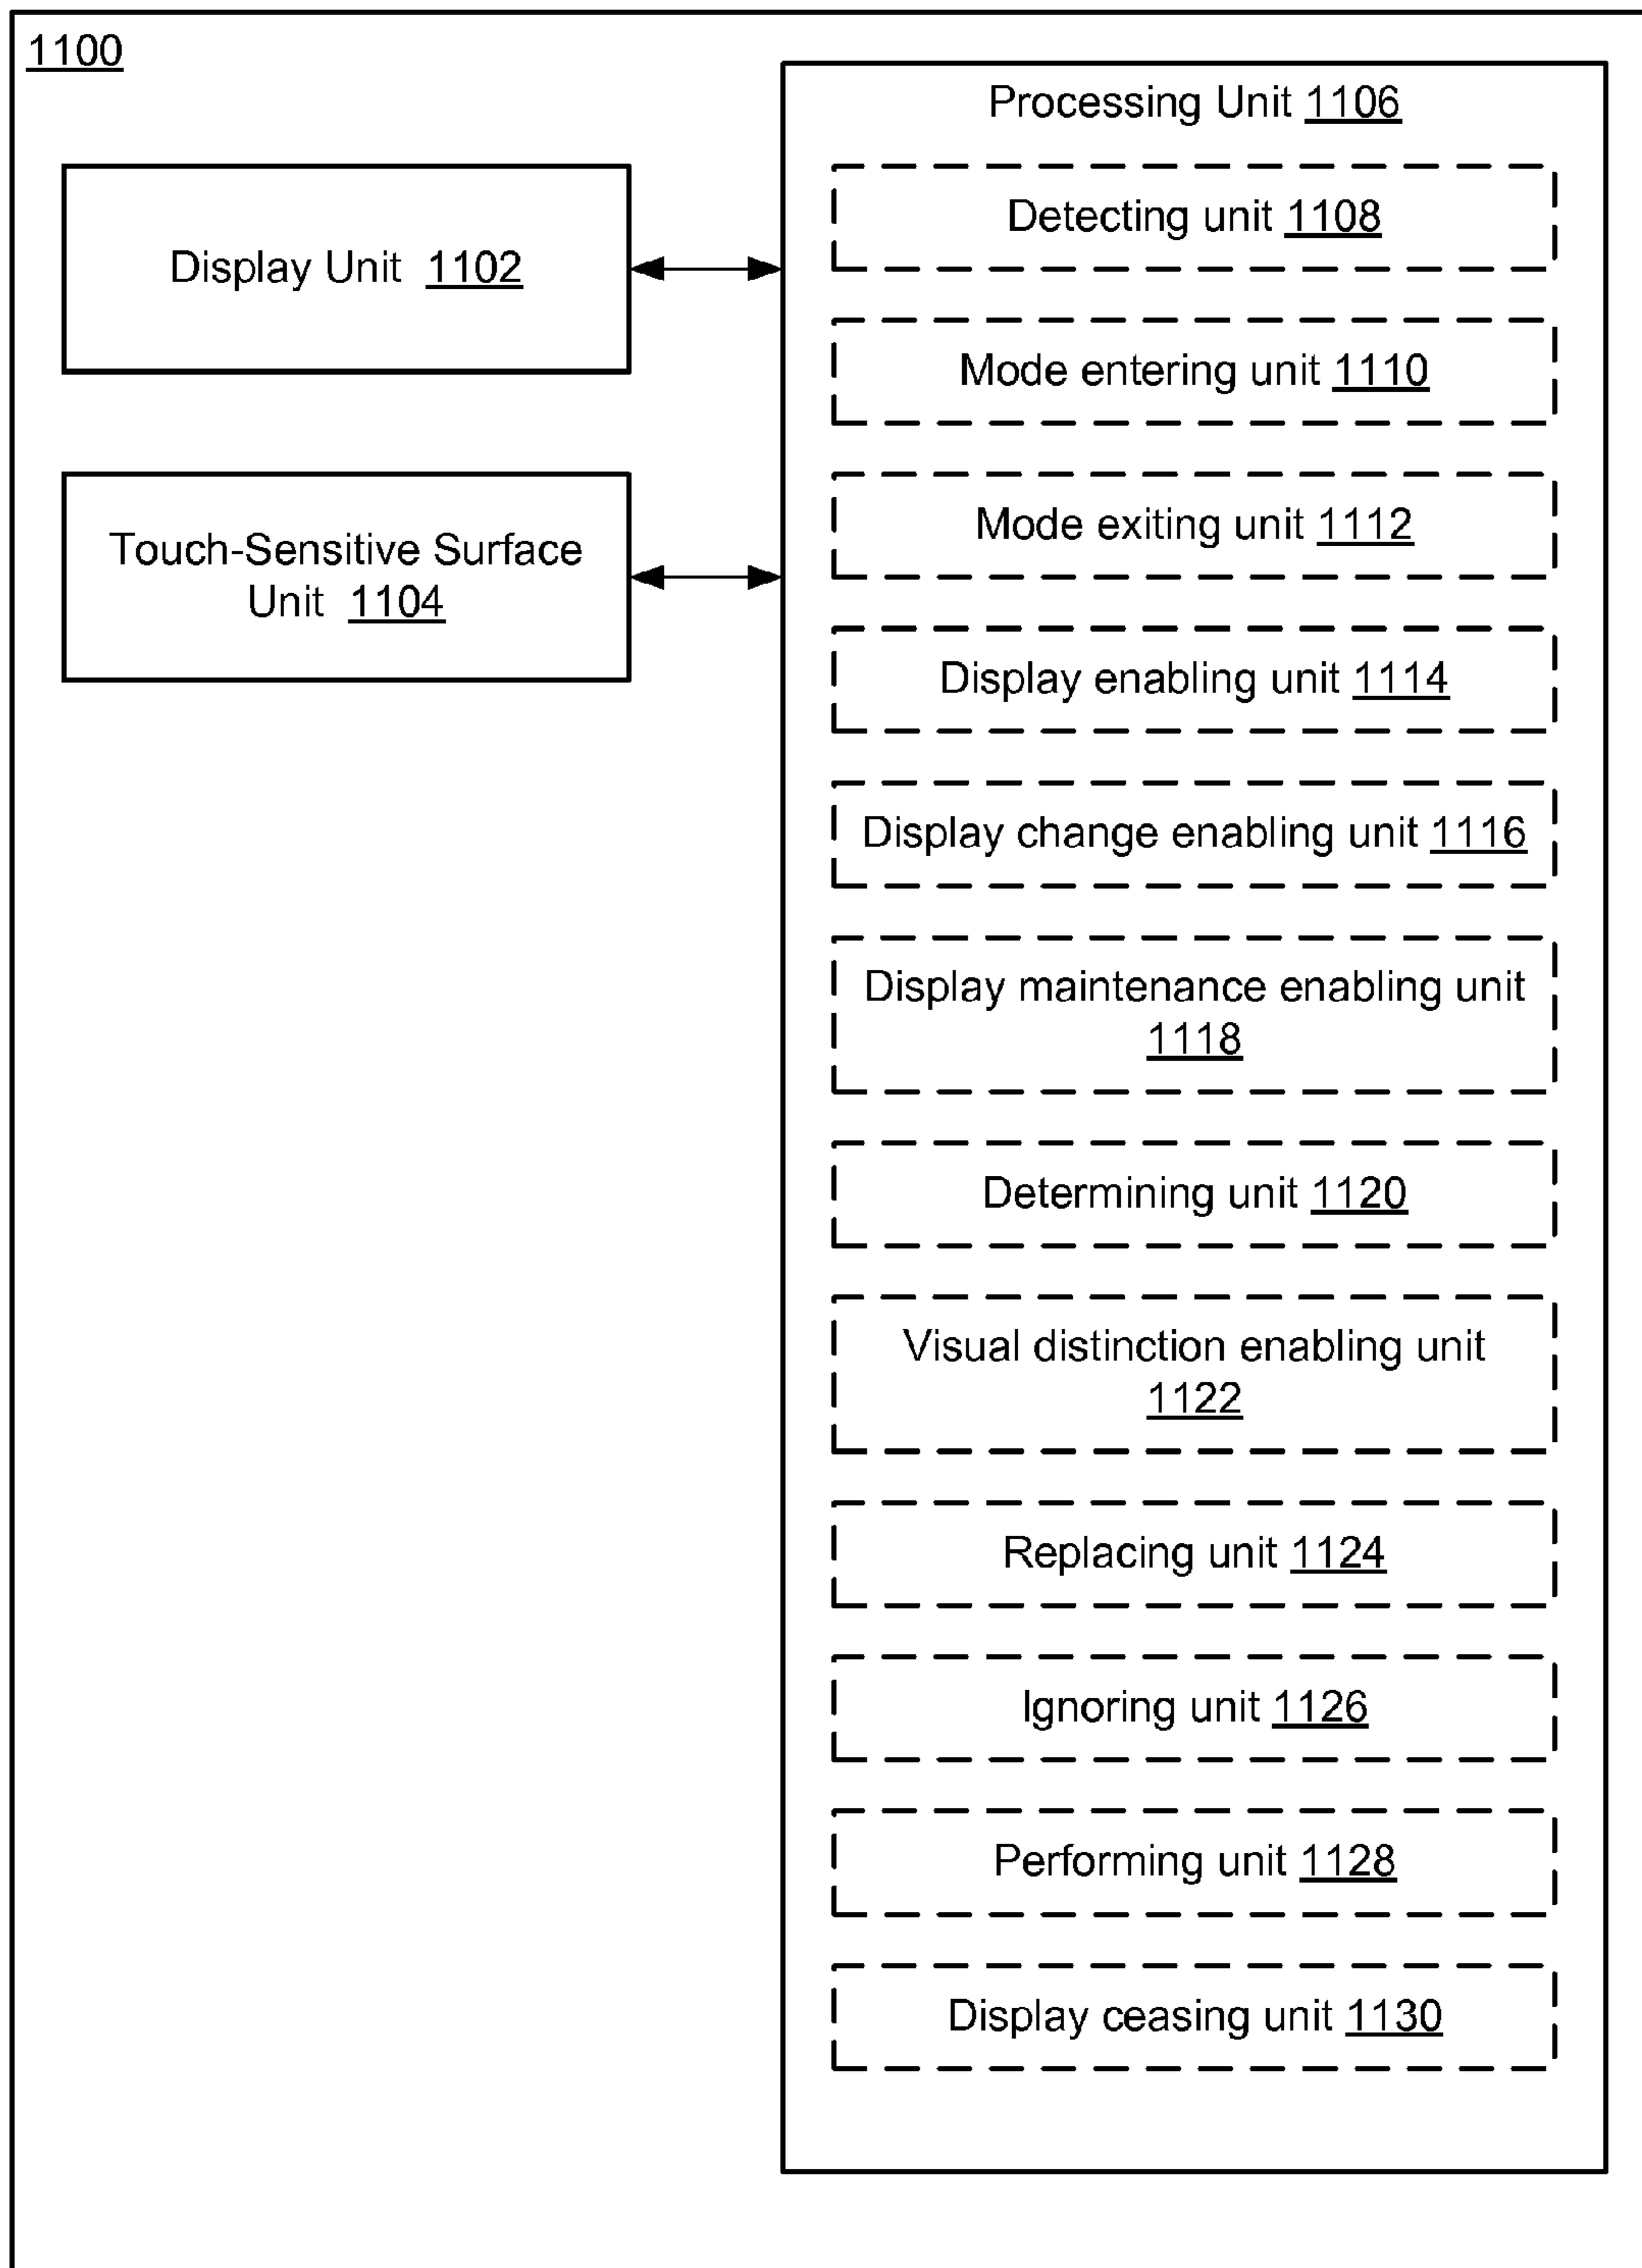 1100
Processing Unit 1106
Display Unit 1102
Touch-Sensitive Surface
Unit 1104
Detecting unit 1108
Mode entering unit 1110
Mode exiting unit 1112
Display enabling unit 1114
Display change enabling unit 1116
Display maintenance enabling unit
1118
Determining unit 1120
Visual distinction enabling unit
1122
Replacing unit 1124
Ignoring unit 1126
Performing unit 1128
Display ceasing unit 1130